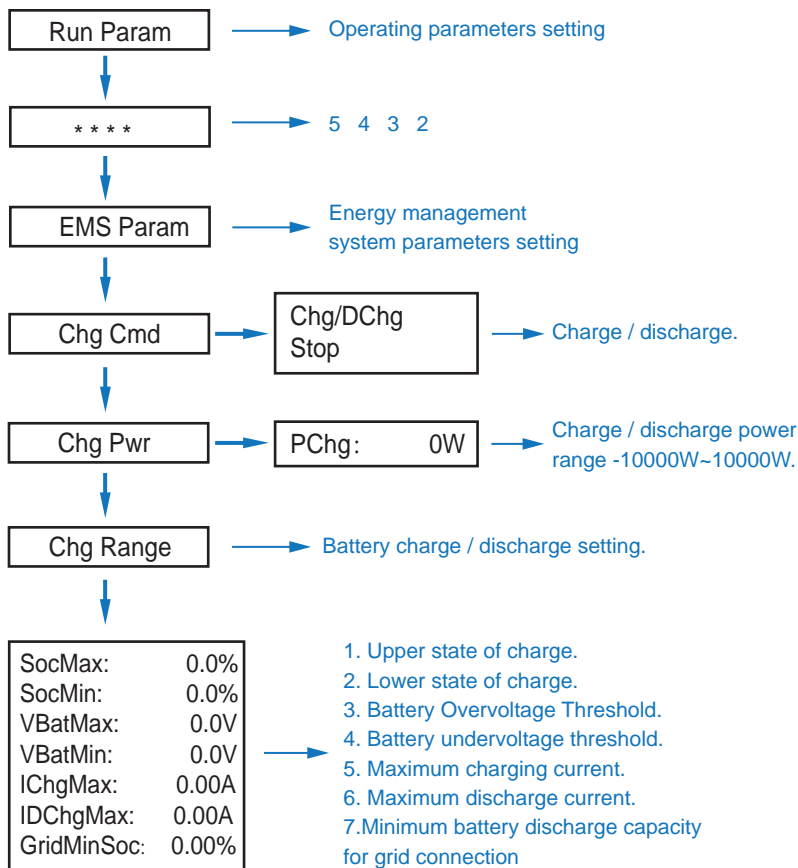 Run Param
Operating parameters setting
* * * *
5 4 3 2
EMS Param
Energy management
system parameters setting
Chg Cmd
Chg/DChg
Stop
Charge / discharge.
Chg Pwr
PChg: 0W
Charge / discharge power
range -10000W~10000W.
Chg Range
Battery charge / discharge setting.
SocMax: 0.0%
SocMin: 0.0%
VBatMax: 0.0V
VBatMin: 0.0V
IChgMax: 0.00A
IDChgMax: 0.00A
GridMinSoc: 0.00%
1. Upper state of charge.
2. Lower state of charge.
3. Battery Overvoltage Threshold.
4. Battery undervoltage threshold.
5. Maximum charging current.
6. Maximum discharge current.
7.Minimum battery discharge capacity
for grid connection